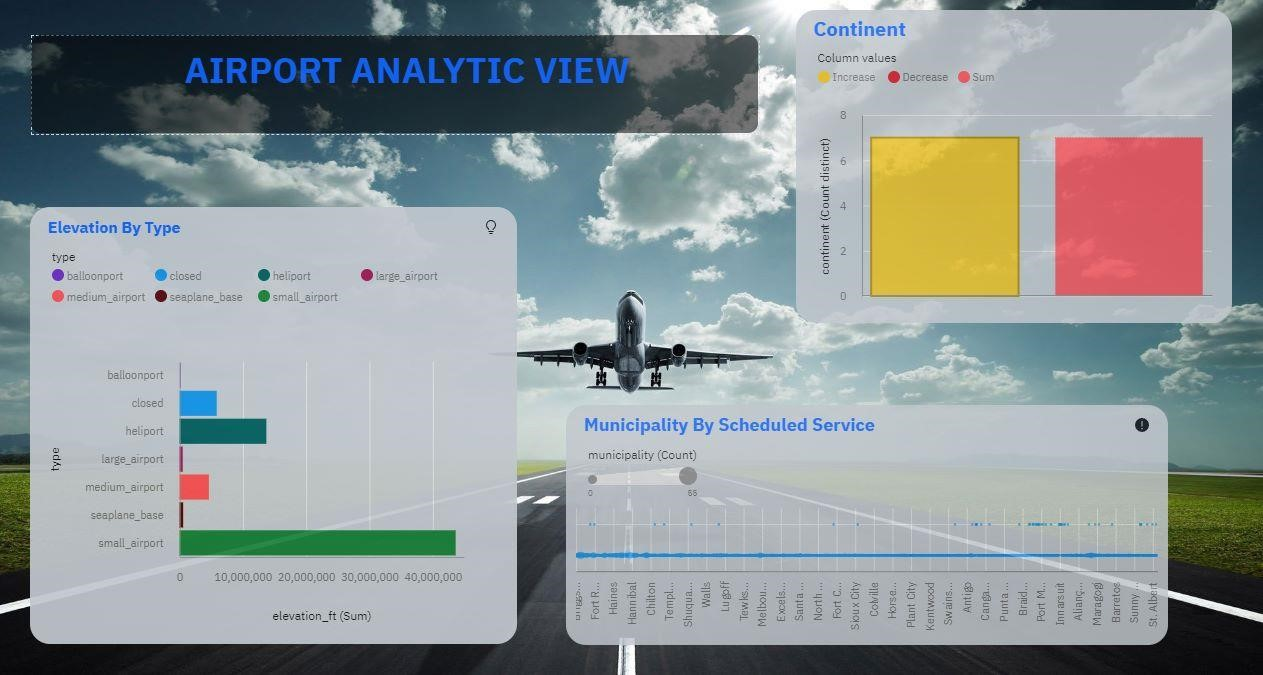 AIRPORT ANALYTIC VIEW
Continent
Column values
Increase Decrease Sum
continent (Count distinct)
8
6
4
2
0
Elevation By Type
type
balloonport closed heliport large_airport
medium_airport seaplane_base small_airport
type
balloonport
closed
heliport
large_airport
medium_airport
seaplane_base
small_airport
0 10,000,000 20,000,000 30,000,000 40,000,000
elevation_ft (Sum)
Municipality By Scheduled Service
municipality (Count)
0 55
Fort R...
Haines
Hannibal
Chilton
Templ...
Shuqua...
Walls
Lugoff
Tewks...
Melbou...
Excels...
Santa ...
North ...
Fort C...
Sioux City
Colville
Horse...
Plant City
Kentwood
Swains...
Antigo
Canga...
Punta ...
Braid...
Port M...
Innarsuit
Alianç...
Maragogi
Barretos
Sunny ...
St. Albert